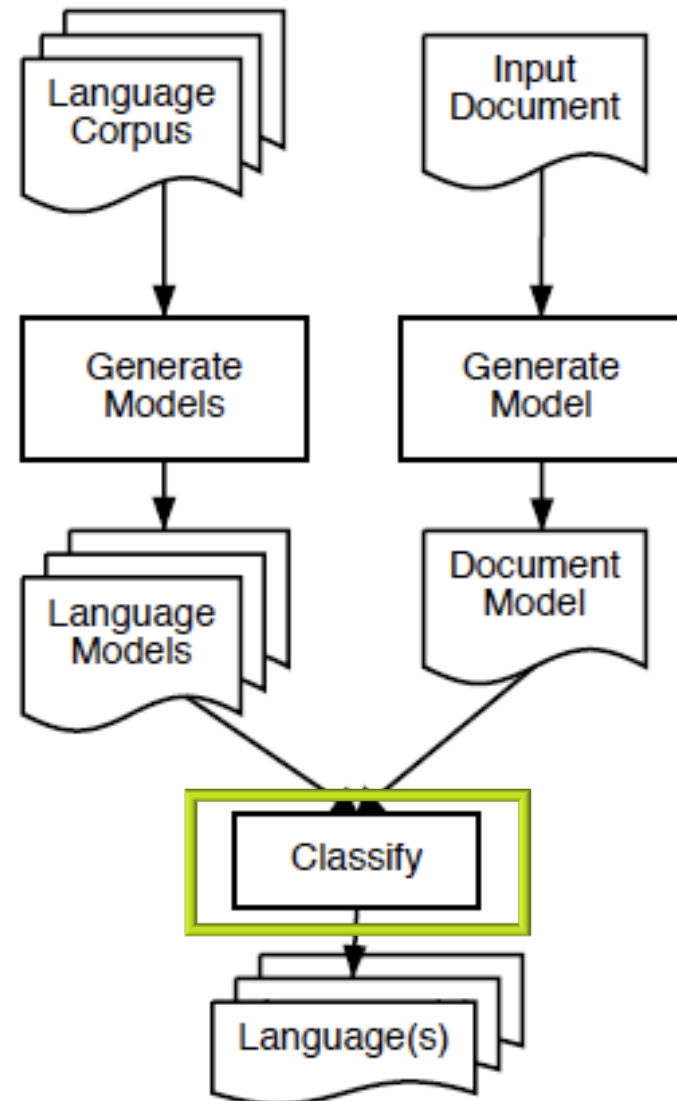 Language
Corpus
Input
Document
Generate
Models
Generate
Model
Language
Models
Document
Model
Classify
Language(s)